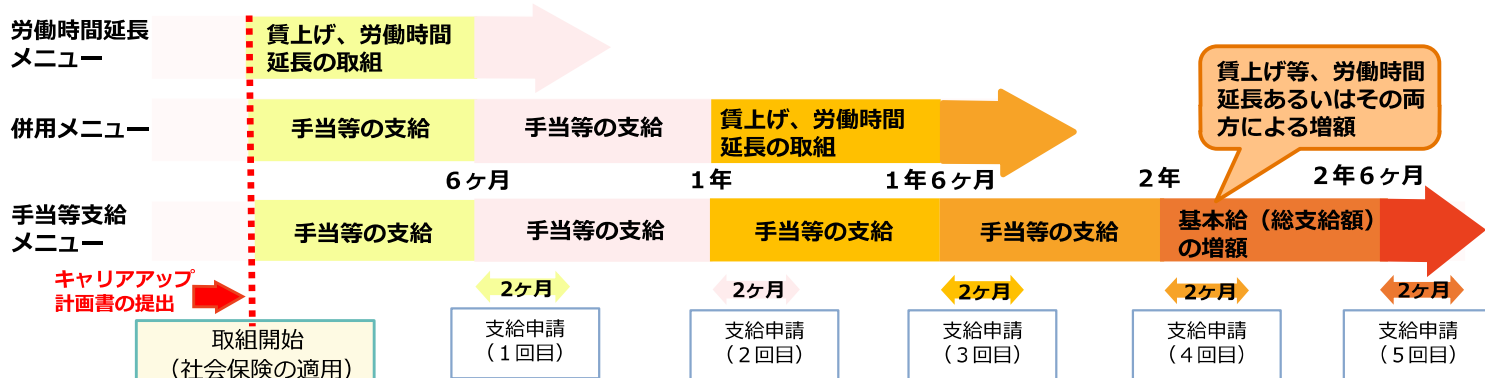 労働時間延長
メニュー
賃上げ、労働時間
延長の取組
賃上げ等、労働時間
延長あるいはその両
方による増額
併用メニュー
手当等の支給
手当等の支給
賃上げ、労働時間
延長の取組
6ヶ月
1年
1年6ヶ月
2年
2年6ヶ月
手当等支給
メニュー
手当等の支給
手当等の支給
手当等の支給
手当等の支給
基本給（総支給額）
の増額
キャリアアップ
計画書の提出
2ヶ月
2ヶ月
2ヶ月
2ヶ月
2ヶ月
取組開始
（社会保険の適用）
支給申請
（1回目）
支給申請
（2回目）
支給申請
（3回目）
支給申請
（4回目）
支給申請
（5回目）